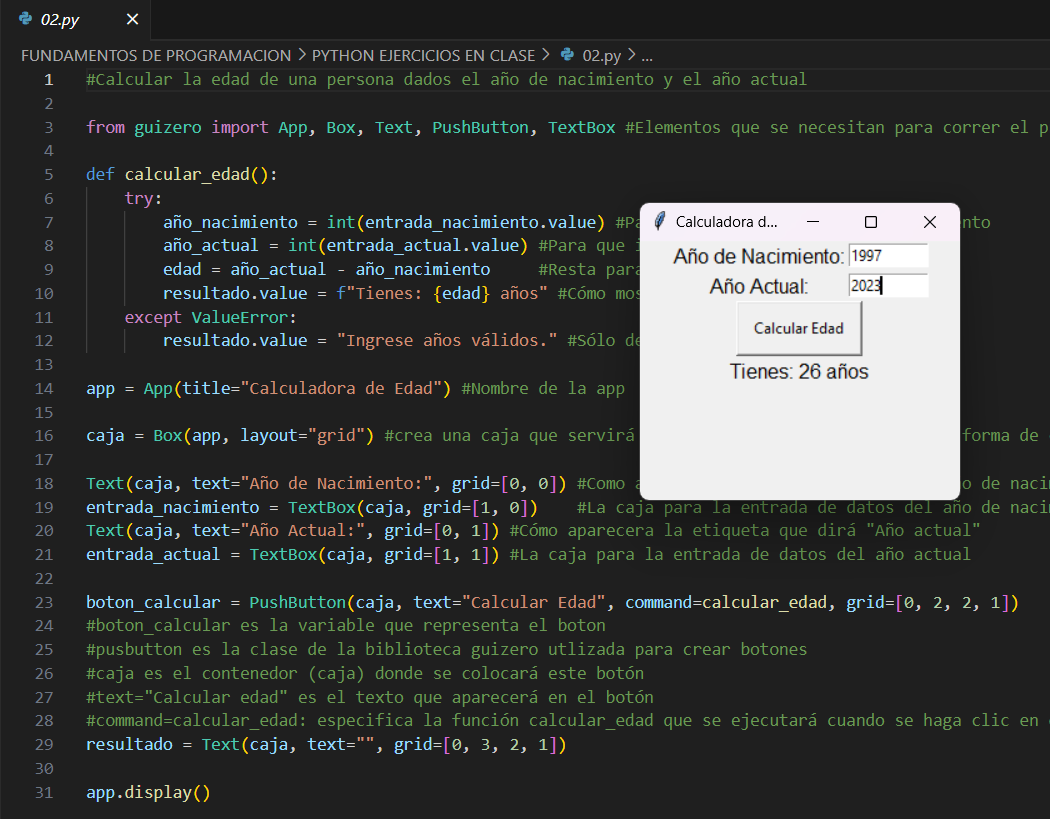 02.py
FUNDAMENTOS DE PROGRAMACION > PYTHON EJERCICIOS EN CLASE > 02.py > ...
1 #Calcular la edad de una persona dados el año de nacimiento y el año actual
2
3 from guizero import App, Box, Text, PushButton, TextBox #Elementos que se necesitan para correr el p
4
5 def calcular_edad():
6 try:
7 año_nacimiento = int(entrada_nacimiento.value) #Pa nto
8 año_actual = int(entrada_actual.value) #Para que i
9 edad = año_actual - año_nacimiento #Resta para
10 resultado.value = f"Tienes: {edad} años" #Cómo mos
11 except ValueError:
12 resultado.value = "Ingrese años válidos." #Sólo de
13
14 app = App(title="Calculadora de Edad") #Nombre de la app
15
16 caja = Box(app, layout="grid") #crea una caja que servirá forma de
17
18 Text(caja, text="Año de Nacimiento:", grid=[0, 0]) #Como a o de naci
19 entrada_nacimiento = TextBox(caja, grid=[1, 0]) #La caja para la entrada de datos del año de naci
20 Text(caja, text="Año Actual:", grid=[0, 1]) #Cómo aparecera la etiqueta que dirá "Año actual"
21 entrada_actual = TextBox(caja, grid=[1, 1]) #La caja para la entrada de datos del año actual
22
23 boton_calcular = PushButton(caja, text="Calcular Edad", command=calcular_edad, grid=[0, 2, 2, 1])
24 #boton_calcular es la variable que representa el boton
25 #pusbutton es la clase de la biblioteca guizero utlizada para crear botones
26 #caja es el contenedor (caja) donde se colocará este botón
27 #text="Calcular edad" es el texto que aparecerá en el botón
28 #command=calcular_edad: especifica la función calcular_edad que se ejecutará cuando se haga clic en
29 resultado = Text(caja, text="", grid=[0, 3, 2, 1])
30
31 app.display()
Calculadora d...
Año de Nacimiento: 1997
Año Actual: 2023
Calcular Edad
Tienes: 26 años